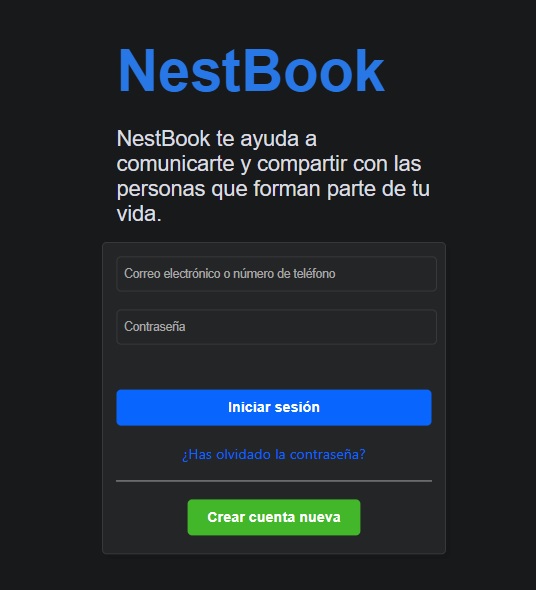 NestBook
NestBook te ayuda a
comunicarte y compartir con las
personas que forman parte de tu
vida.
Correo electrónico o número de teléfono
Contraseña
Iniciar sesión
¿Has olvidado la contraseña?
Crear cuenta nueva